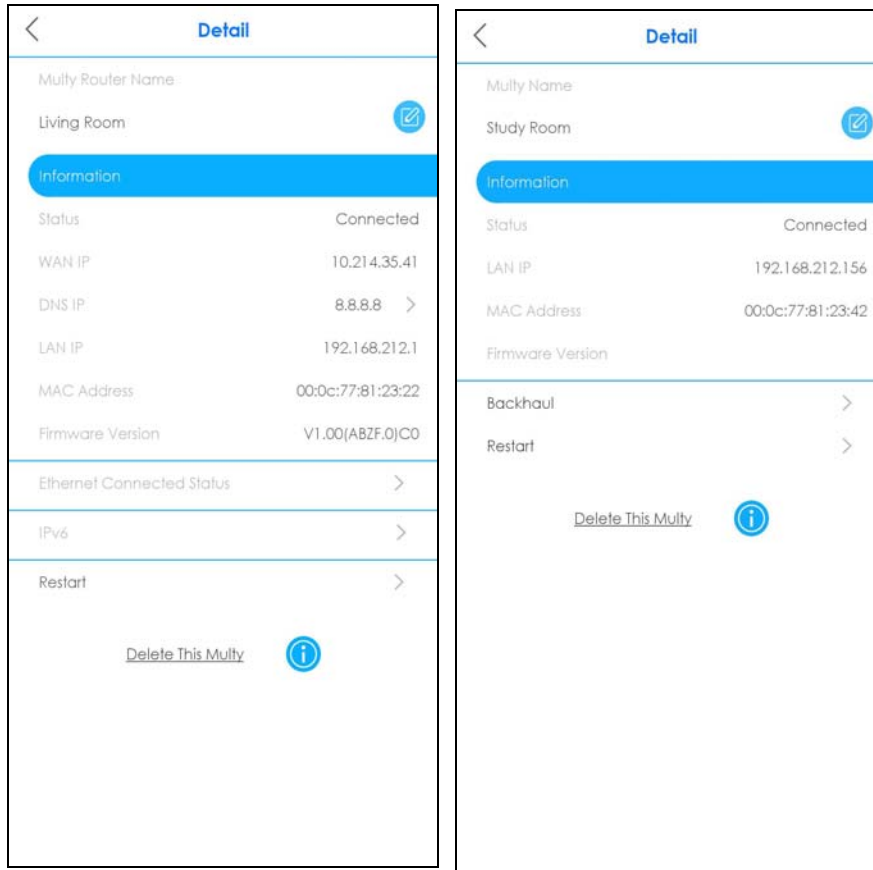 Detail
Multy Router Name
Living Room
Information
Status Connected
WAN IP 10.214.35.41
DNS IP 8.8.8.8
LAN IP 192.168.212.1
MAC Address 00:0c:77:81:23:22
Firmware Version V1.00(ABZF.0)C0
Ethernet Connected Status
IPv6
Restart
Delete This Multy
Detail
Multy Name
Study Room
Information
Status Connected
LAN IP 192.168.212.156
MAC Address 00:0c:77:81:23:42
Firmware Version
Backhaul
Restart
Delete This Multy